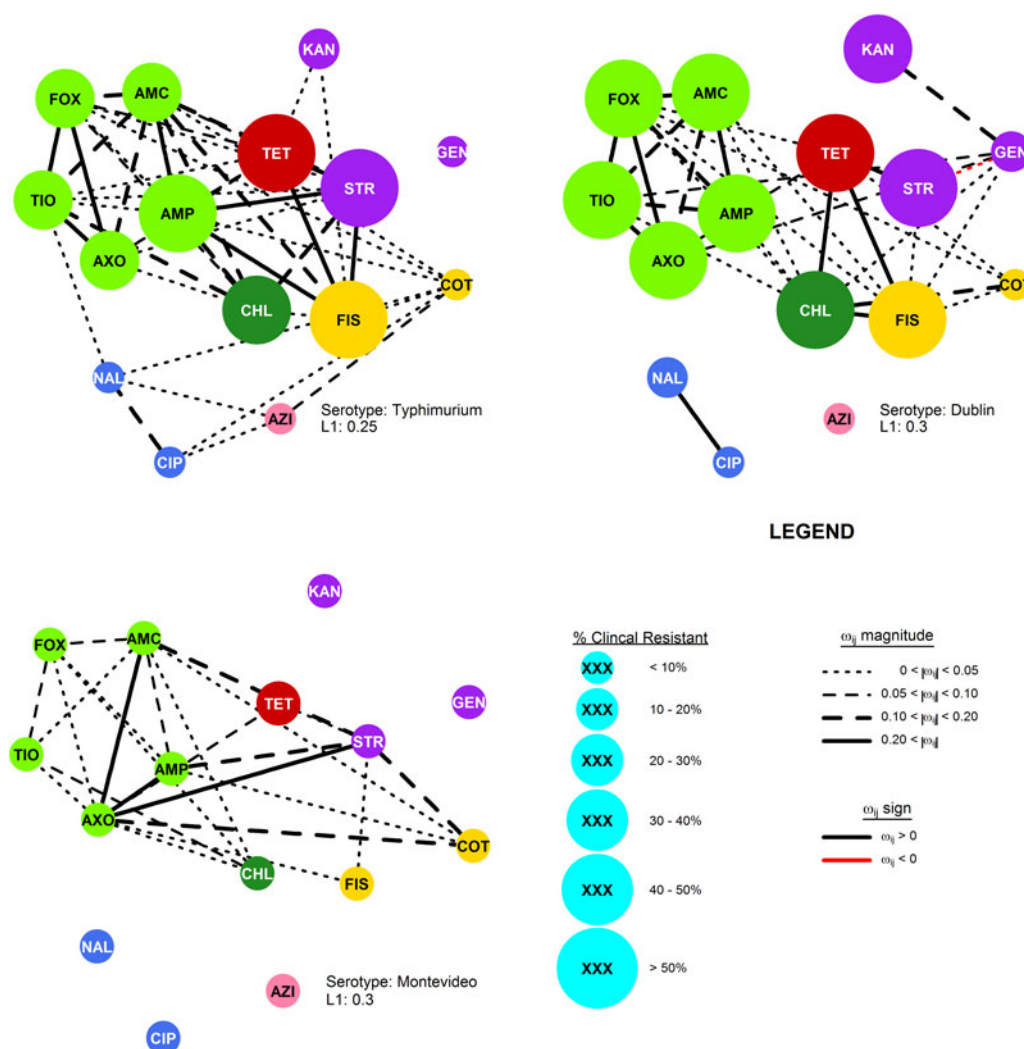 KAN
FOX
AMC
TET
GEN
STR
TIO
AMP
AXO
COT
CHL
FIS
NAL
AZI
CIP
Serotype: Typhimurium
L1: 0.25
KAN
FOX
AMC
TET
GEN
STR
TIO
AMP
AXO
COT
CHL
FIS
NAL
AZI
CIP
Serotype: Dublin
L1: 0.3
KAN
FOX
AMC
TET
GEN
STR
TIO
AMP
AXO
COT
CHL
FIS
NAL
AZI
CIP
Serotype: Montevideo
L1: 0.3
LEGEND
% Clincal Resistant
XXX < 10%
XXX 10 - 20%
XXX 20 - 30%
XXX 30 - 40%
XXX 40 - 50%
XXX > 50%
ωij magnitude
0 < |ωij| < 0.05
0.05 < |ωij| < 0.10
0.10 < |ωij| < 0.20
0.20 < |ωij|
ωij sign
ωij > 0
ωij < 0